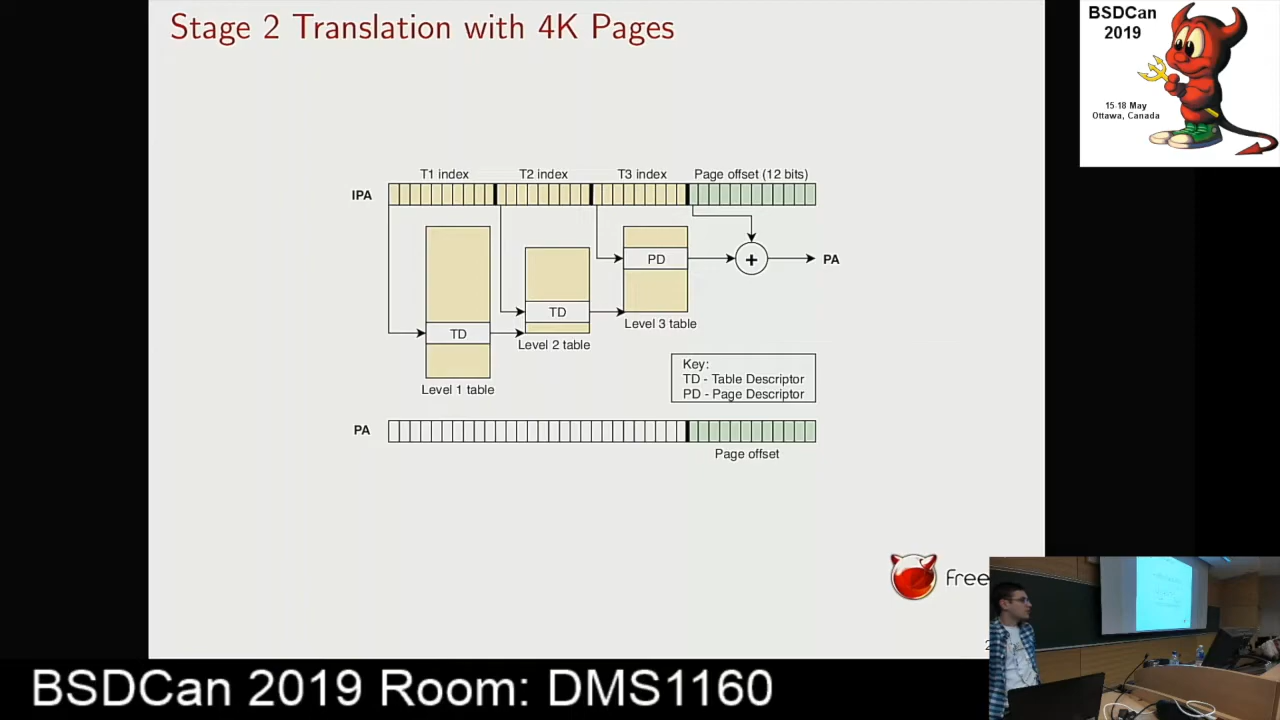 Stage 2 Translation with 4K Pages
BSDCan
2019
15-18 May
Ottawa, Canada
T1 index
T2 index
T3 index
Page offset (12 bits)
IPA
PD
+
PA
TD
TD
Level 3 table
Level 2 table
Level 1 table
Key:
TD - Table Descriptor
PD - Page Descriptor
PA
Page offset
Free
2
BSDCan 2019 Room: DMS1160